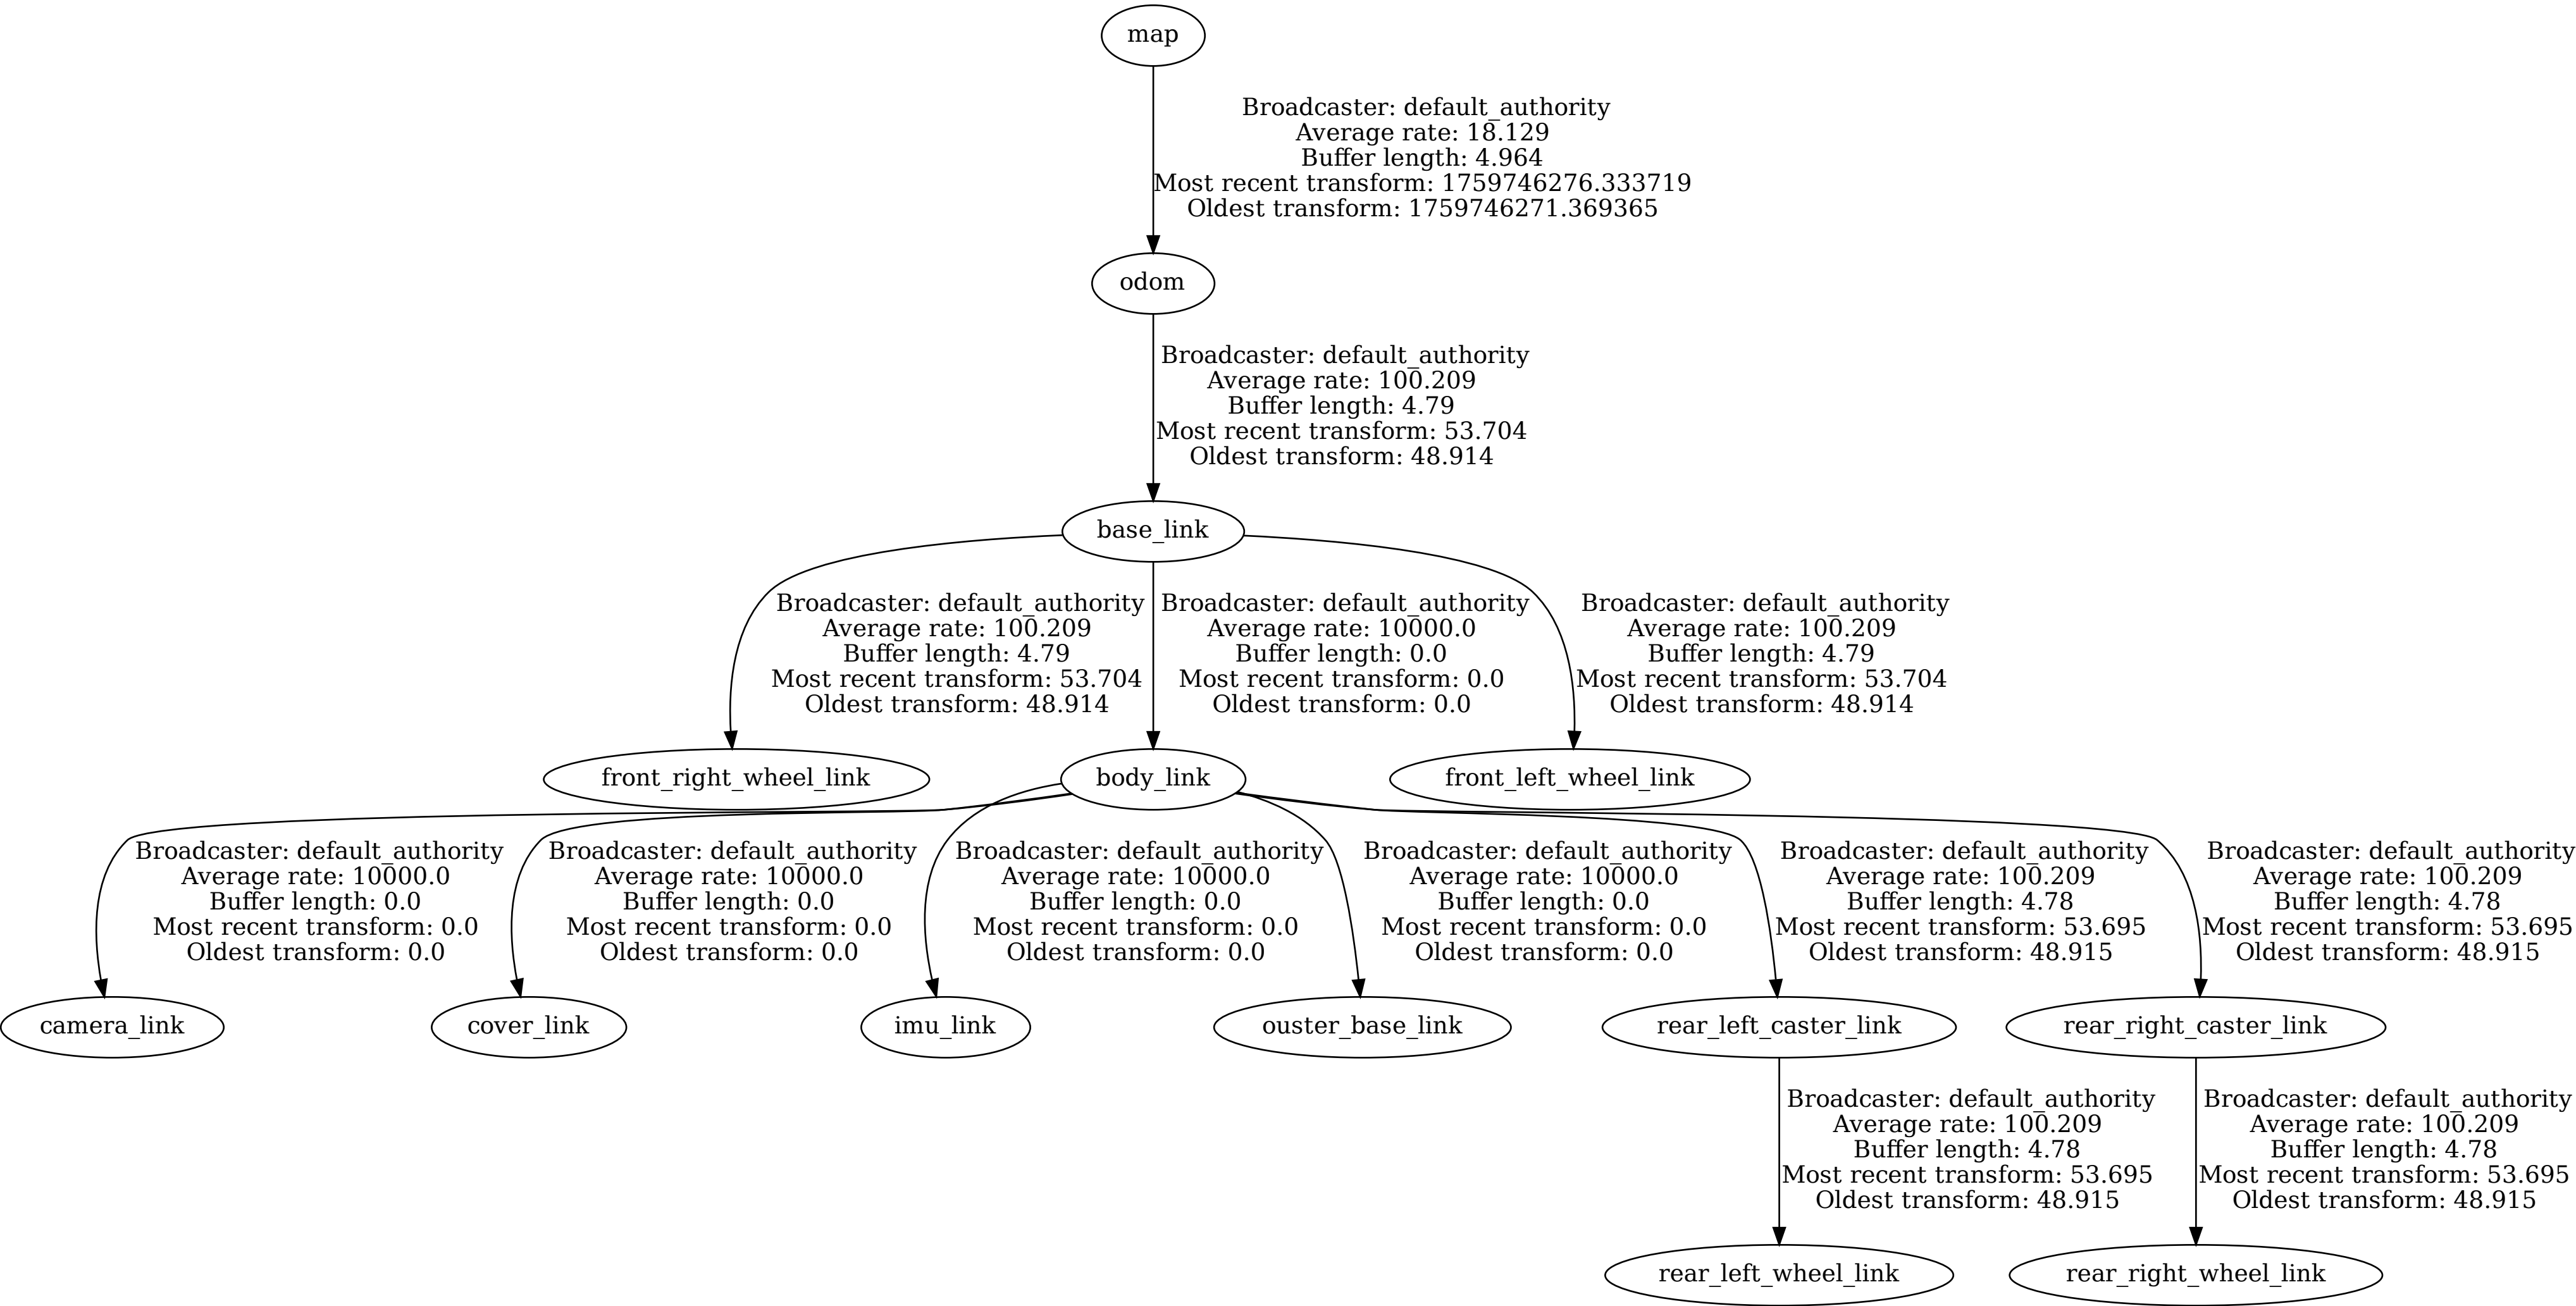 map
Broadcaster: default_authority
Average rate: 18.129
Buffer length: 4.964
Most recent transform: 1759746276.333719
Oldest transform: 1759746271.369365
odom
Broadcaster: default_authority
Average rate: 100.209
Buffer length: 4.79
Most recent transform: 53.704
Oldest transform: 48.914
base_link
Broadcaster: default_authority
Average rate: 100.209
Buffer length: 4.79
Most recent transform: 53.704
Oldest transform: 48.914
Broadcaster: default_authority
Average rate: 10000.0
Buffer length: 0.0
Most recent transform: 0.0
Oldest transform: 0.0
Broadcaster: default_authority
Average rate: 100.209
Buffer length: 4.79
Most recent transform: 53.704
Oldest transform: 48.914
front_right_wheel_link
body_link
front_left_wheel_link
Broadcaster: default_authority
Average rate: 10000.0
Buffer length: 0.0
Most recent transform: 0.0
Oldest transform: 0.0
Broadcaster: default_authority
Average rate: 10000.0
Buffer length: 0.0
Most recent transform: 0.0
Oldest transform: 0.0
Broadcaster: default_authority
Average rate: 10000.0
Buffer length: 0.0
Most recent transform: 0.0
Oldest transform: 0.0
Broadcaster: default_authority
Average rate: 10000.0
Buffer length: 0.0
Most recent transform: 0.0
Oldest transform: 0.0
Broadcaster: default_authority
Average rate: 100.209
Buffer length: 4.78
Most recent transform: 53.695
Oldest transform: 48.915
Broadcaster: default_authority
Average rate: 100.209
Buffer length: 4.78
Most recent transform: 53.695
Oldest transform: 48.915
camera_link
cover_link
imu_link
ouster_base_link
rear_left_caster_link
rear_right_caster_link
Broadcaster: default_authority
Average rate: 100.209
Buffer length: 4.78
Most recent transform: 53.695
Oldest transform: 48.915
Broadcaster: default_authority
Average rate: 100.209
Buffer length: 4.78
Most recent transform: 53.695
Oldest transform: 48.915
rear_left_wheel_link
rear_right_wheel_link